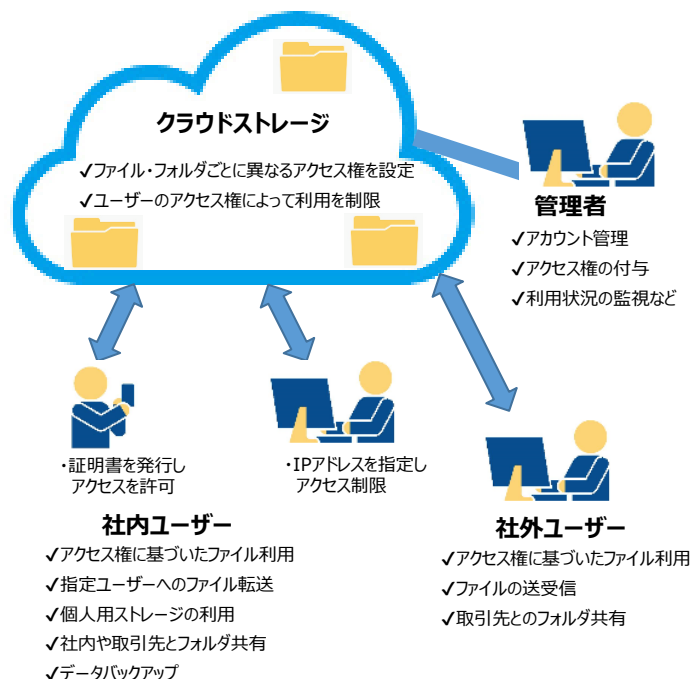 クラウドストレージ
✓ファイル・フォルダごとに異なるアクセス権を設定
✓ユーザーのアクセス権によって利用を制限
管理者
✓アカウント管理
✓アクセス権の付与
✓利用状況の監視など
・証明書を発行し
アクセスを許可
・IPアドレスを指定し
アクセス制限
社内ユーザー
✓アクセス権に基づいたファイル利用
✓指定ユーザーへのファイル転送
✓個人用ストレージの利用
✓社内や取引先とフォルダ共有
✓データバックアップ
社外ユーザー
✓アクセス権に基づいたファイル利用
✓ファイルの送受信
✓取引先とのフォルダ共有